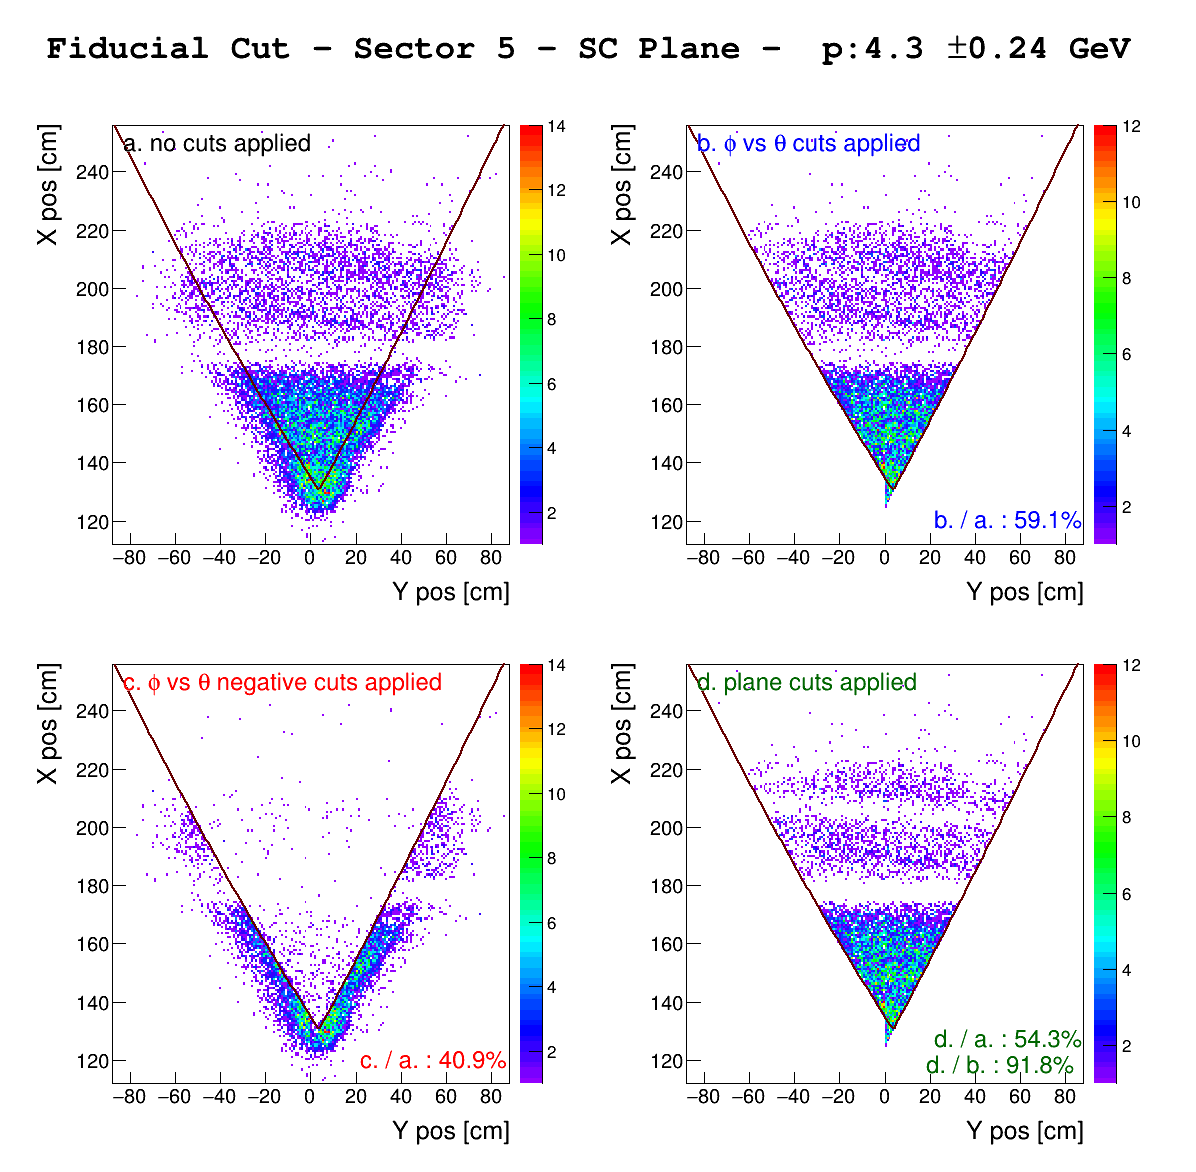 Fiducial Cut – Sector 5 – SC Plane – p:4.3 ±0.24 GeV
a. no cuts applied
X pos [cm]
240
220
200
180
160
140
120
−80 −60 −40 −20 0 20 40 60 80
Y pos [cm]
14
12
10
8
6
4
2
b. ϕ vs θ cuts applied
X pos [cm]
240
220
200
180
160
140
120
b. / a. : 59.1%
−80 −60 −40 −20 0 20 40 60 80
Y pos [cm]
12
10
8
6
4
2
c. ϕ vs θ negative cuts applied
X pos [cm]
240
220
200
180
160
140
120
c. / a. : 40.9%
−80 −60 −40 −20 0 20 40 60 80
Y pos [cm]
14
12
10
8
6
4
2
d. plane cuts applied
X pos [cm]
240
220
200
180
160
140
120
d. / a. : 54.3%
d. / b. : 91.8%
−80 −60 −40 −20 0 20 40 60 80
Y pos [cm]
12
10
8
6
4
2